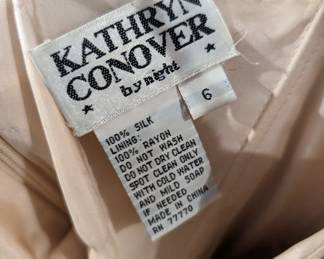 KATHRYN
CONOVER
by night
6
100% SILK
LINING:
100% RAYON
DO NOT WASH
DO NOT DRY CLEAN
SPOT CLEAN ONLY
WITH COLD WATER
AND MILD SOAP
IF NEEDED
MADE IN CHINA
RN 77770